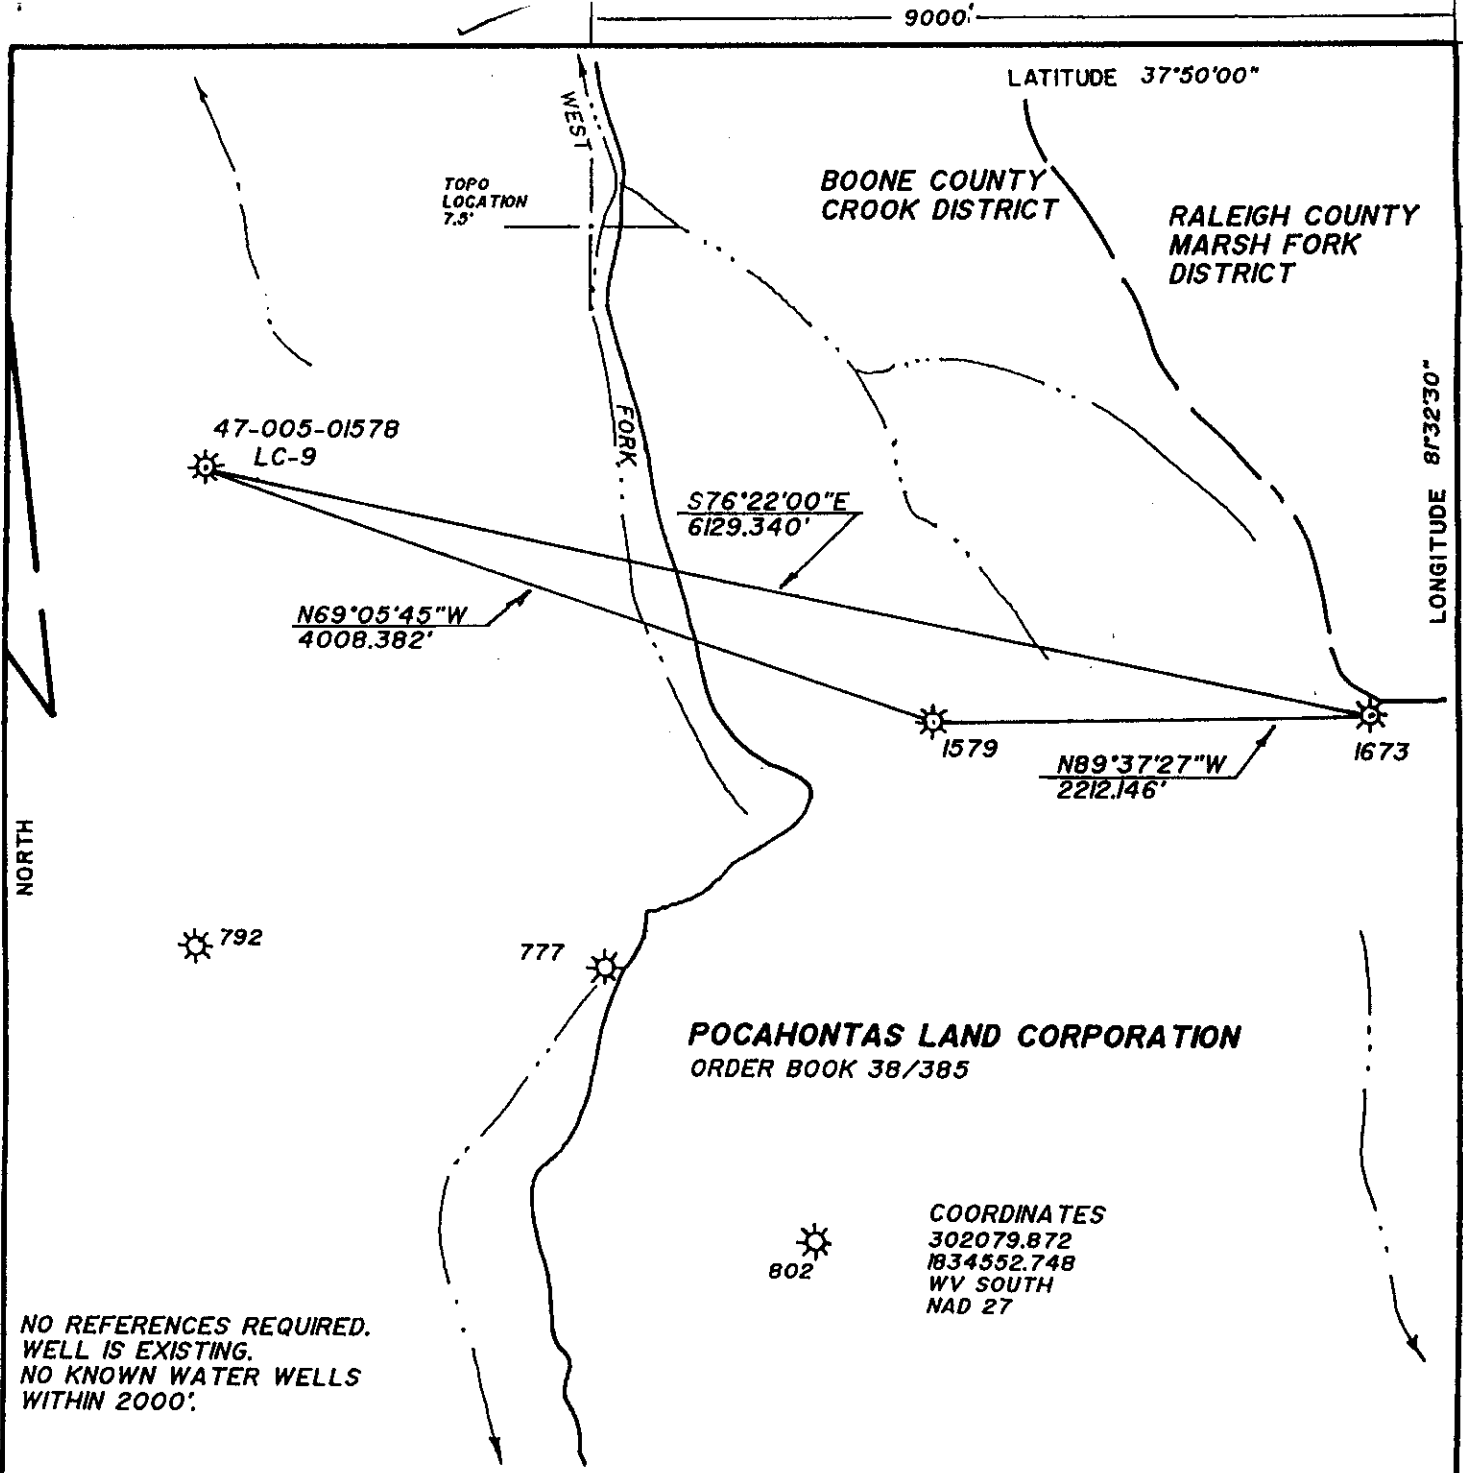 9000'
LATITUDE 37°50'00"
WEST
TOPO
LOCATION
7.5'
BOONE COUNTY
CROOK DISTRICT
RALEIGH COUNTY
MARSH FORK
DISTRICT
LONGITUDE 81°32'30"
47-005-01578
LC-9
FORK
S76°22'00"E
6129.340'
N69°05'45"W
4008.382'
1579
N89°37'27"W
2212.146'
1673
NORTH
792
777
POCAHONTAS LAND CORPORATION
ORDER BOOK 38/385
802
COORDINATES
302079.872
1834552.748
WV SOUTH
NAD 27
NO REFERENCES REQUIRED.
WELL IS EXISTING.
NO KNOWN WATER WELLS
WITHIN 2000'.